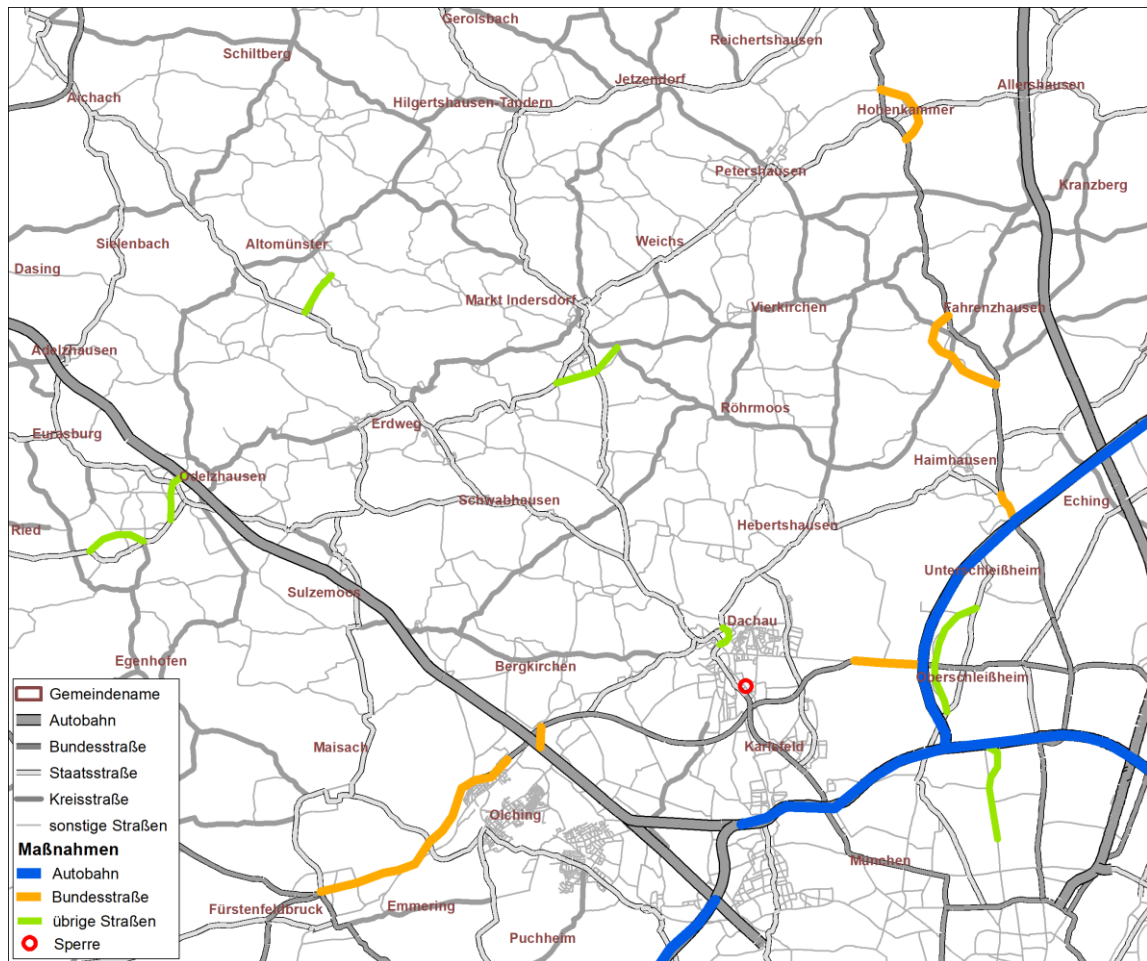 Gerolsbach
Reichertshausen
Schiltberg
Jetzendorf
Allershausen
Aichach
Hilgertshausen-Tandern
Hohenkammer
Petershausen
Kranzberg
Sielenbach
Altomünster
Weichs
Dasing
Markt Indersdorf
Vierkirchen
Fahrenzhausen
Adelzhausen
Röhrmoos
Erdweg
Eurasburg
Haimhausen
Odelzhausen
Schwabhausen
Eching
Ried
Hebertshausen
Unterschleißheim
Sulzemoos
Dachau
Egenhofen
Bergkirchen
Oberschleißheim
Maisach
Karlsfeld
Olching
München
Fürstenfeldbruck
Emmering
Puchheim
Gemeindename
Autobahn
Bundesstraße
Staatsstraße
Kreisstraße
sonstige Straßen
Maßnahmen
Autobahn
Bundesstraße
übrige Straßen
Sperre